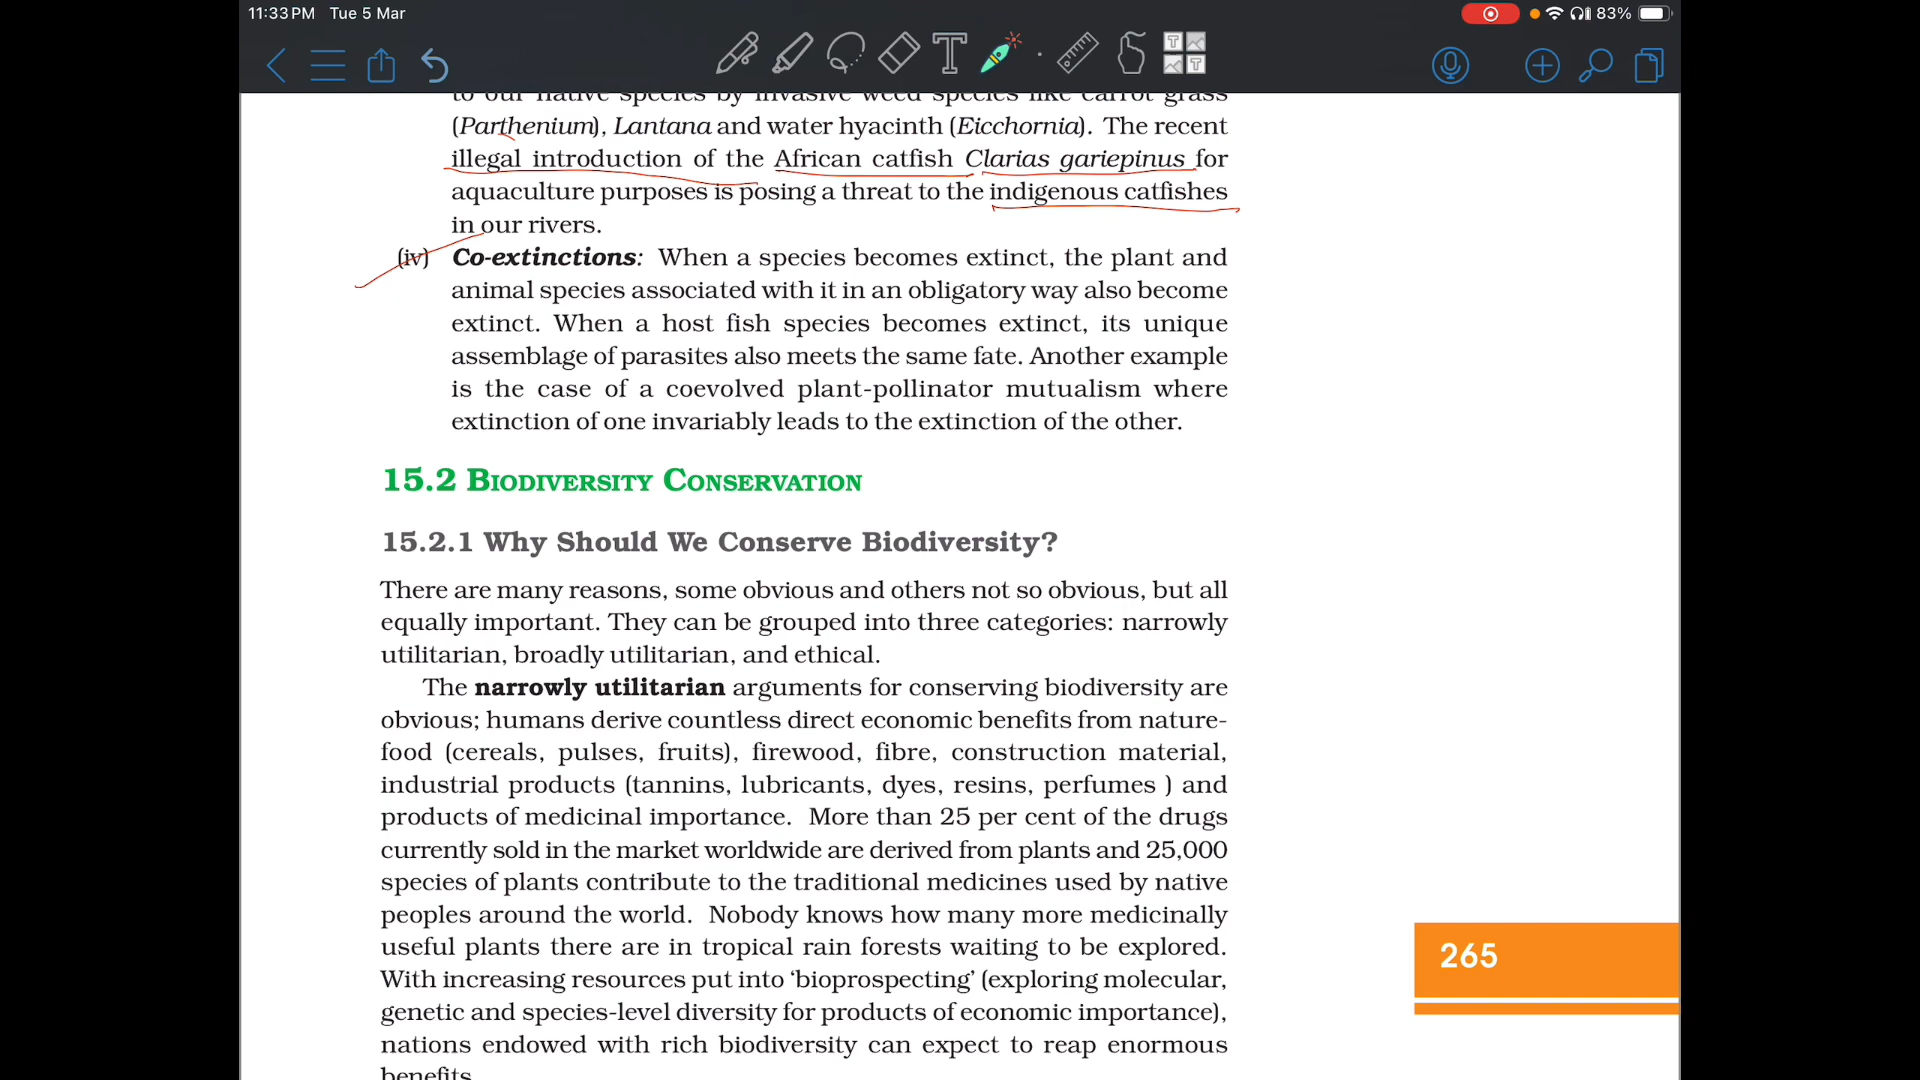 11:33 PM Tue 5 Mar
83%
to our native species by invasive weed species like carrot grass
(Parthenium), Lantana and water hyacinth (Eicchornia). The recent
illegal introduction of the African catfish Clarias gariepinus for
aquaculture purposes is posing a threat to the indigenous catfishes
in our rivers.
(iv) Co-extinctions: When a species becomes extinct, the plant and
animal species associated with it in an obligatory way also become
extinct. When a host fish species becomes extinct, its unique
assemblage of parasites also meets the same fate. Another example
is the case of a coevolved plant-pollinator mutualism where
extinction of one invariably leads to the extinction of the other.
15.2 BIODIVERSITY CONSERVATION
15.2.1 Why Should We Conserve Biodiversity?
There are many reasons, some obvious and others not so obvious, but all
equally important. They can be grouped into three categories: narrowly
utilitarian, broadly utilitarian, and ethical.
The narrowly utilitarian arguments for conserving biodiversity are
obvious; humans derive countless direct economic benefits from nature-
food (cereals, pulses, fruits), firewood, fibre, construction material,
industrial products (tannins, lubricants, dyes, resins, perfumes ) and
products of medicinal importance. More than 25 per cent of the drugs
currently sold in the market worldwide are derived from plants and 25,000
species of plants contribute to the traditional medicines used by native
peoples around the world. Nobody knows how many more medicinally
useful plants there are in tropical rain forests waiting to be explored.
With increasing resources put into ‘bioprospecting’ (exploring molecular,
genetic and species-level diversity for products of economic importance),
nations endowed with rich biodiversity can expect to reap enormous
benefits.
265